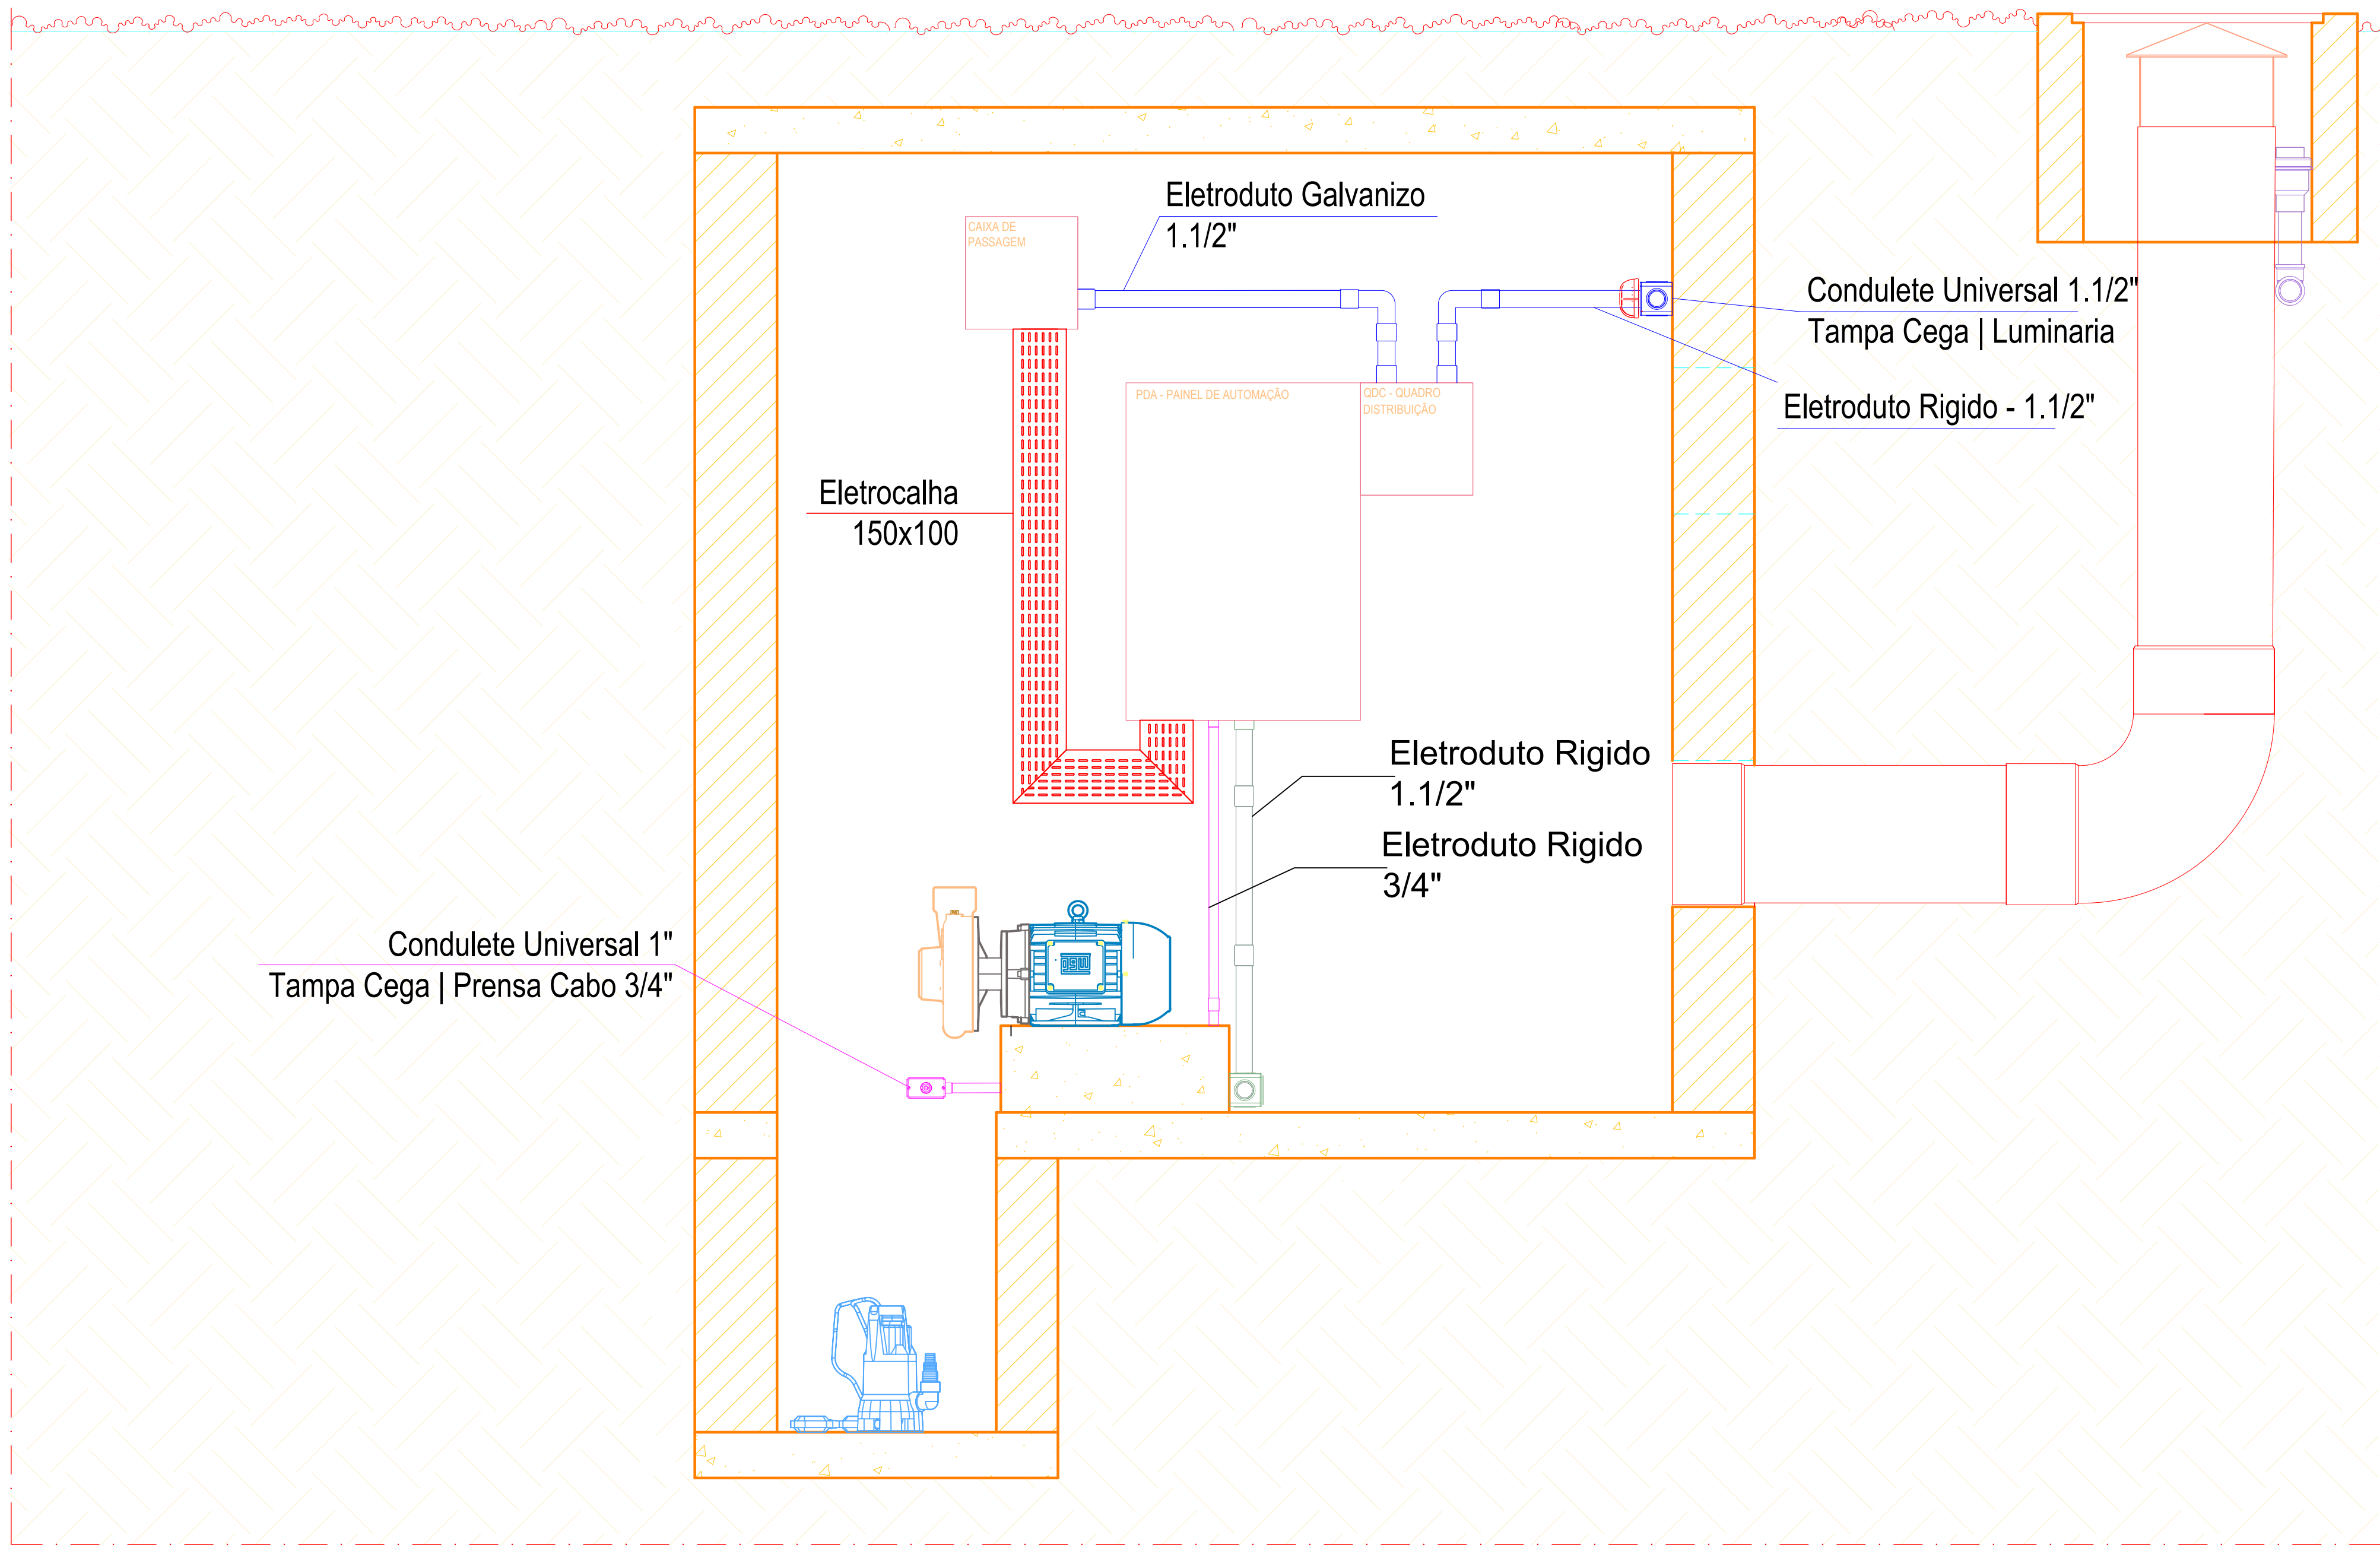 Eletroduto Galvanizo
1.1/2"
CAIXA DE
PASSAGEM
Condulete Universal 1.1/2"
Tampa Cega | Luminaria
PDA - PAINEL DE AUTOMAÇÃO
QDC - QUADRO
DISTRIBUIÇÃO
Eletroduto Rigido - 1.1/2"
Eletrocalha
150x100
Eletroduto Rigido
1.1/2"
Eletroduto Rigido
3/4"
Condulete Universal 1"
Tampa Cega | Prensa Cabo 3/4"